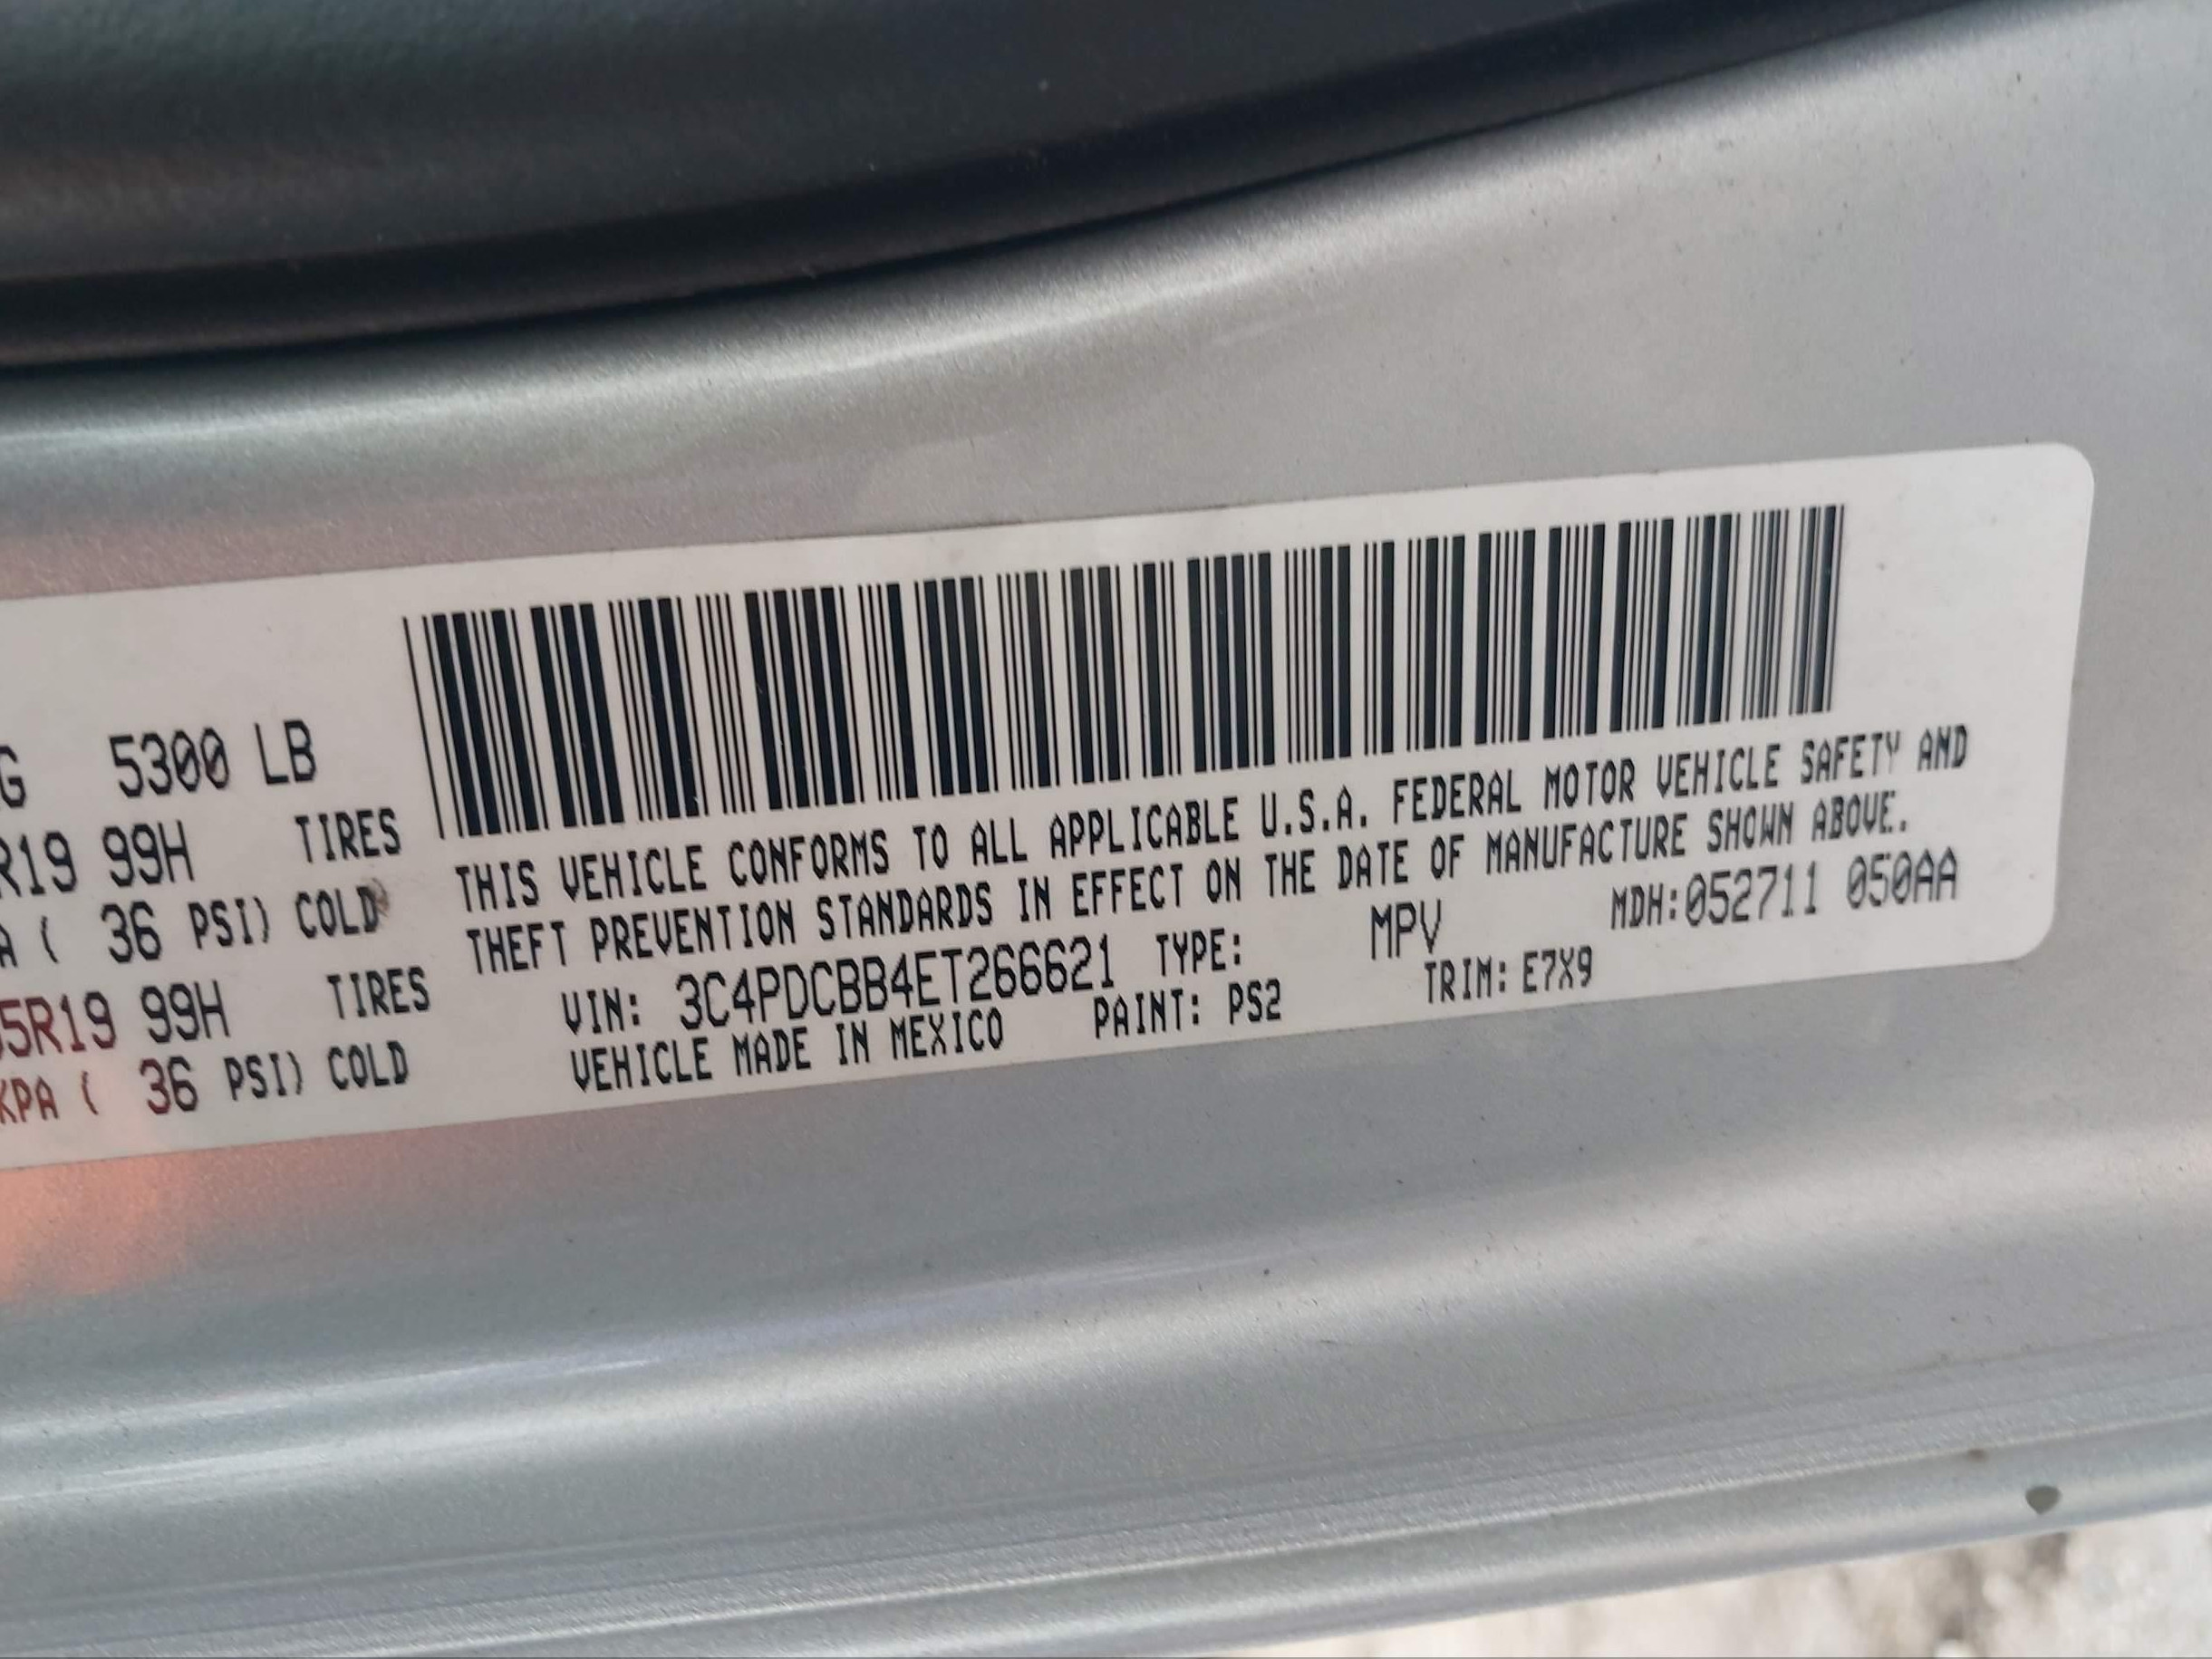 G 5300 LB
R19 99H TIRES
A ( 36 PSI) COLD
5R19 99H TIRES
KPA ( 36 PSI) COLD
THIS VEHICLE CONFORMS TO ALL APPLICABLE U.S.A. FEDERAL MOTOR VEHICLE SAFETY AND
THEFT PREVENTION STANDARDS IN EFFECT ON THE DATE OF MANUFACTURE SHOWN ABOVE.
VIN: 3C4PDCBB4ET266621 TYPE: MPV MDH:052711 050AA
VEHICLE MADE IN MEXICO PAINT: PS2 TRIM: E7X9